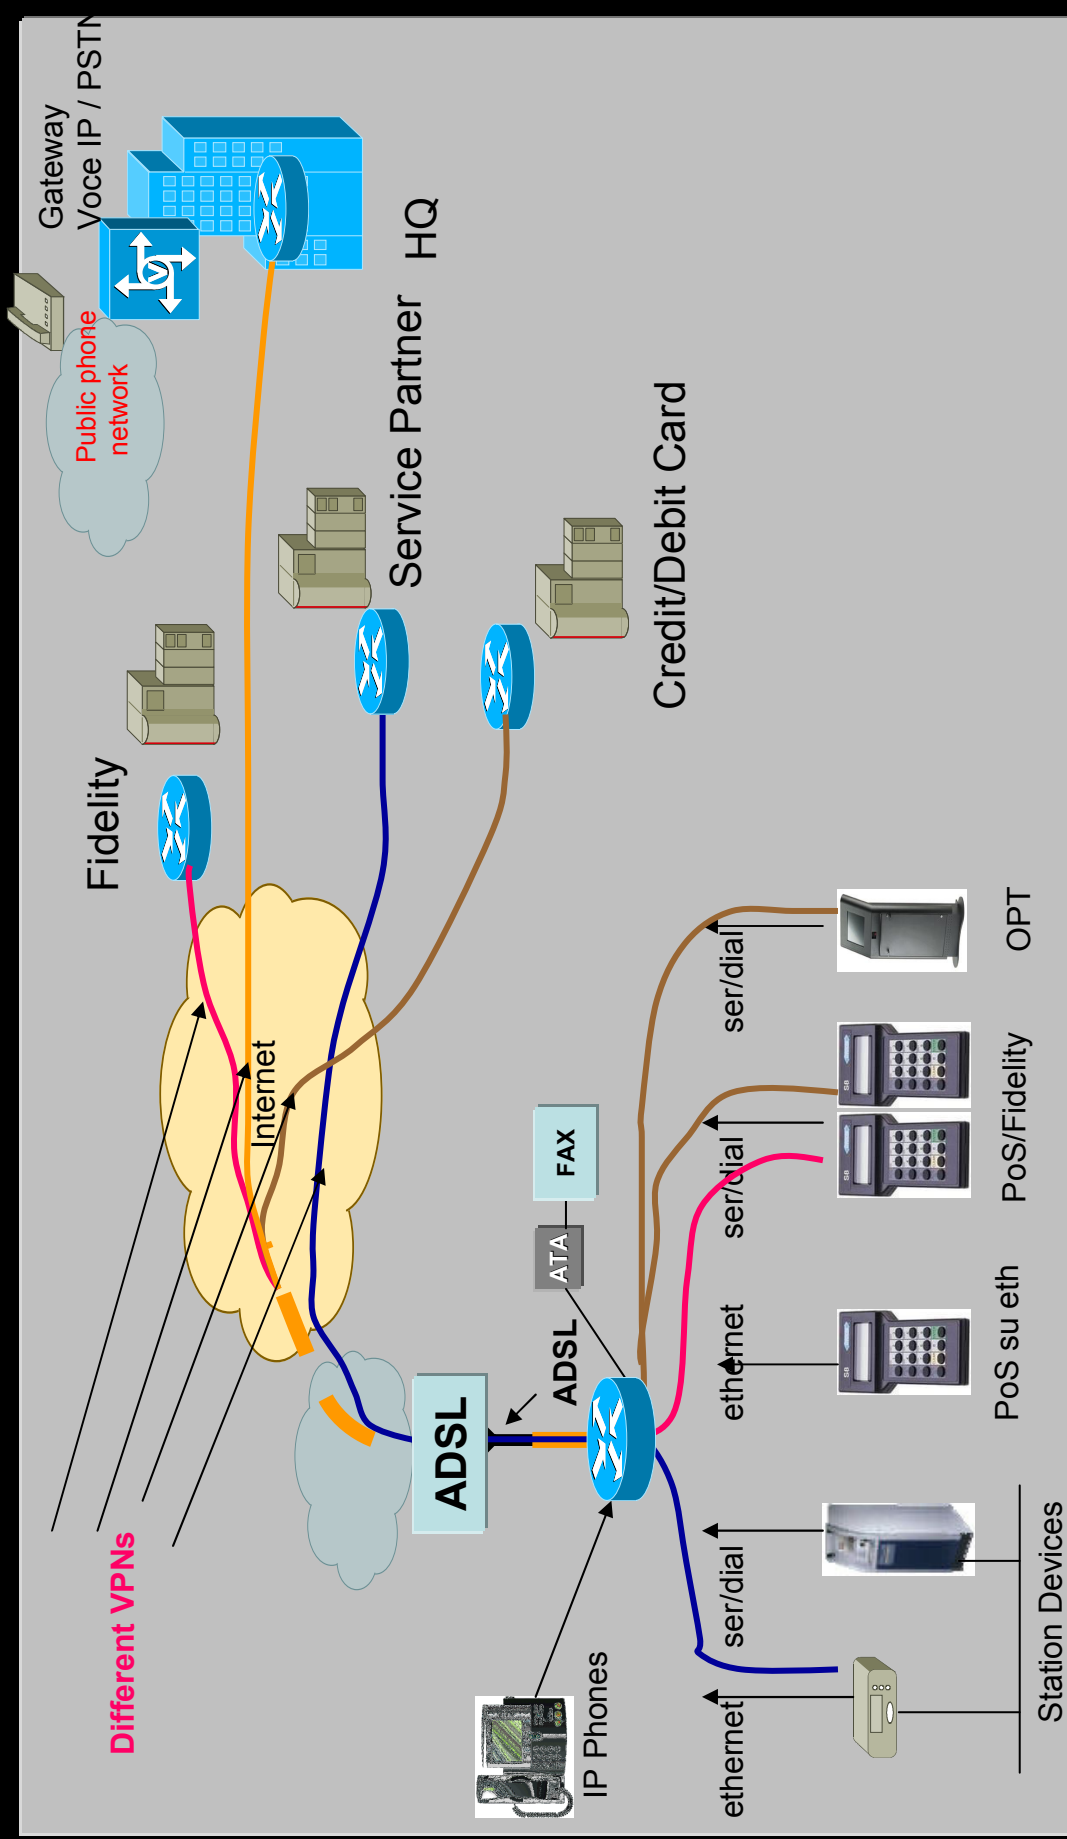 Different VPNs
Fidelity
Public phone
network
Gateway
Voce IP / PSTN
HQ
Service Partner
Internet
Credit/Debit Card
ADSL
ADSL
ATA
FAX
IP Phones
ethernet
ser/dial
ethernet
ser/dial
ser/dial
Station Devices
PoS su eth
PoS/Fidelity
OPT